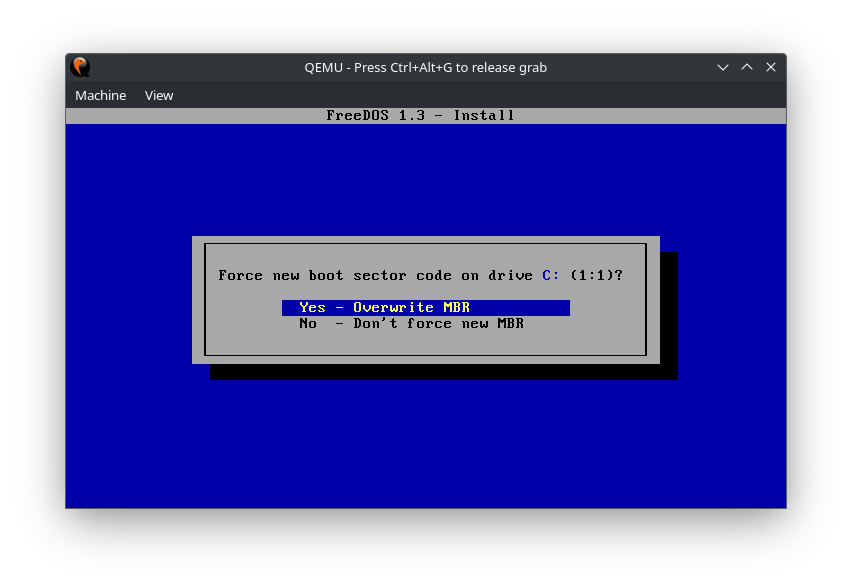 QEMU - Press Ctrl+Alt+G to release grab
Machine View
FreeDOS 1.3 - Install
Force new boot sector code on drive C: (1:1)?
Yes - Overwrite MBR
No - Don't force new MBR